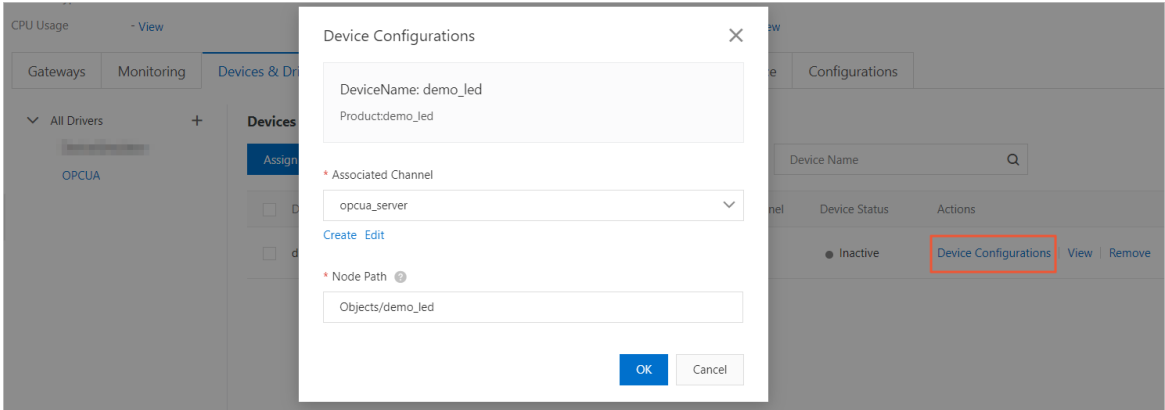 CPU Usage - View
Device Configurations
Gateways Monitoring Devices & Dri Configurations
DeviceName: demo_led
Product:demo_led
All Drivers +
OPCUA
Devices
Assign
Device Name
* Associated Channel
opcua_server
Create Edit
Device Status Actions
Inactive Device Configurations View Remove
* Node Path
Objects/demo_led
OK Cancel